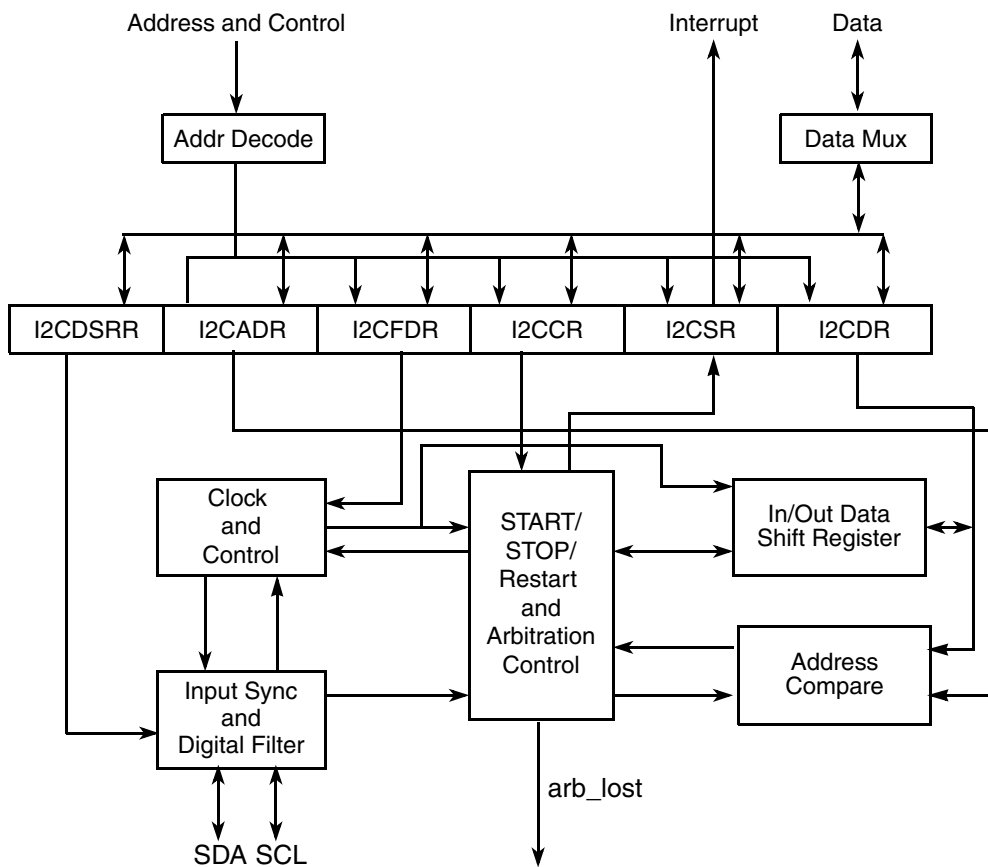 Address and Control
Interrupt
Data
Addr Decode
Data Mux
I2CDSRR
I2CADR
I2CFDR
I2CCR
I2CSR
I2CDR
Clock
and
Control
START/
STOP/
Restart
and
Arbitration
Control
In/Out Data
Shift Register
Input Sync
and
Digital Filter
Address
Compare
arb_lost
SDA
SCL